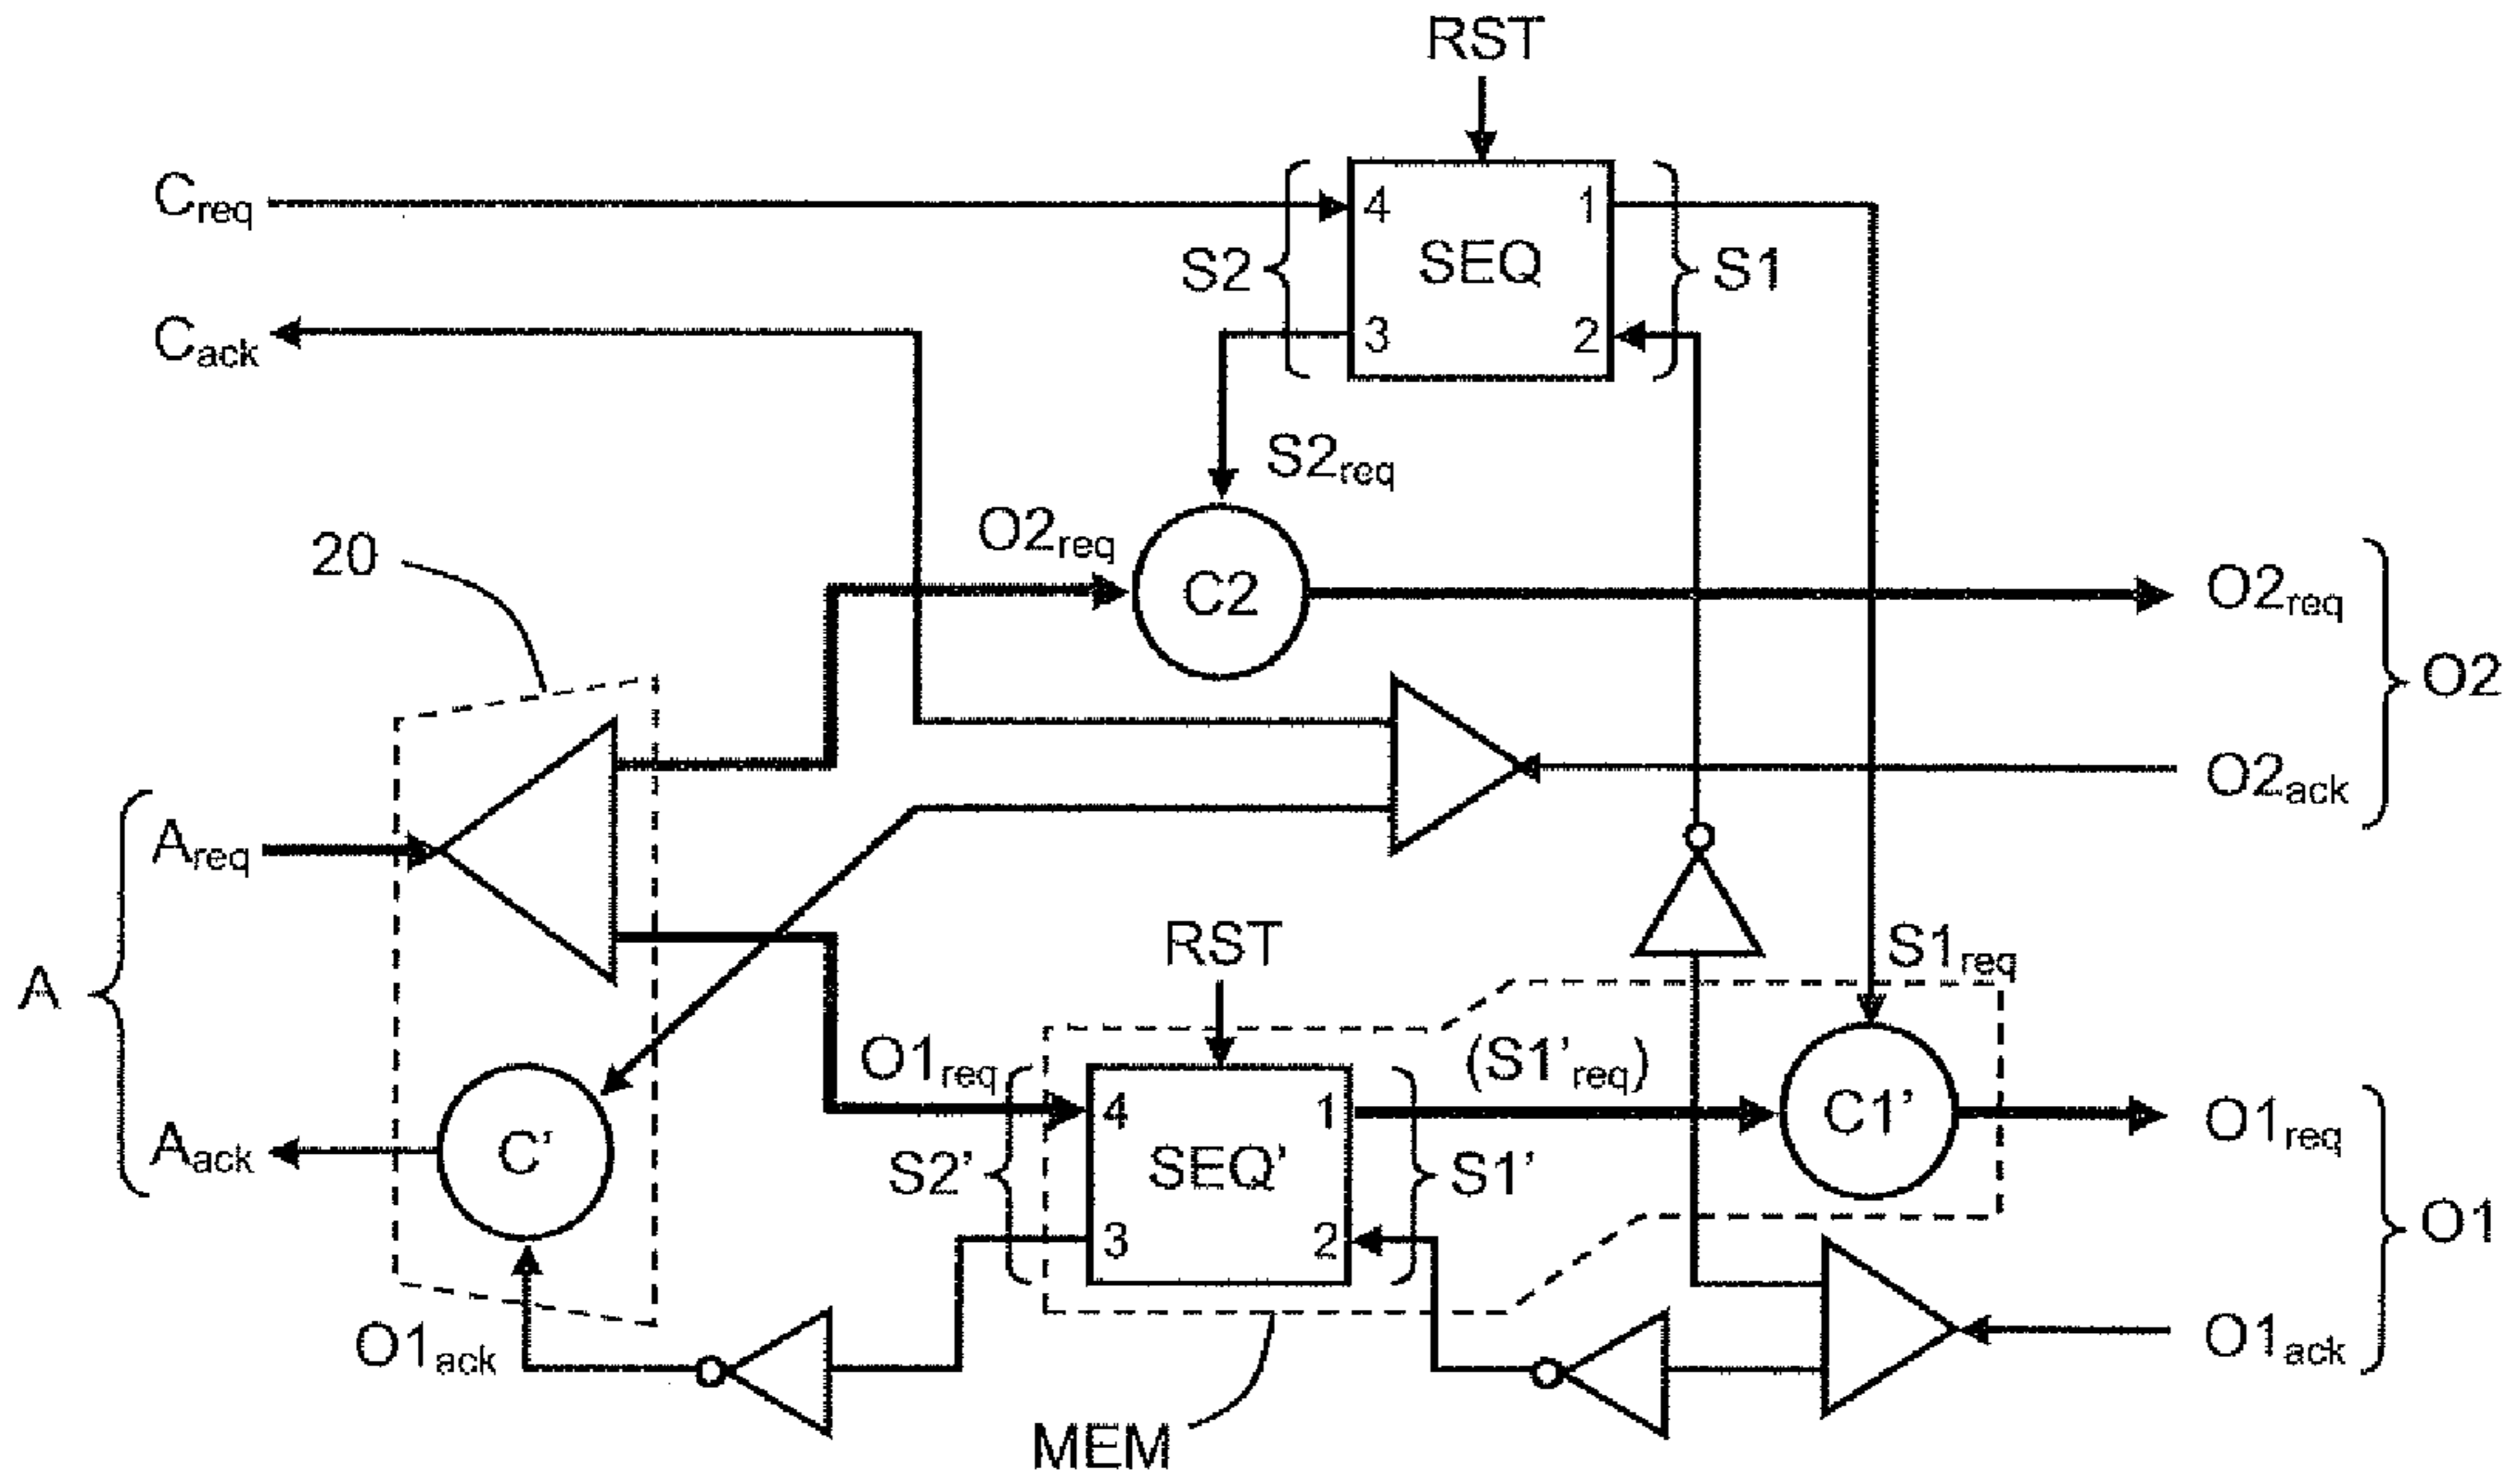 RST
Creq
4
1
S2
SEQ
S1
Cack
3
2
S2req
O2req
20
C2
O2req
O2
O2ack
Areq
RST
S1req
A
O1req
(S1’req)
4
1
C1’
O1req
Aack
C’
S2’
SEQ’
S1’
O1
3
2
O1ack
O1ack
MEM